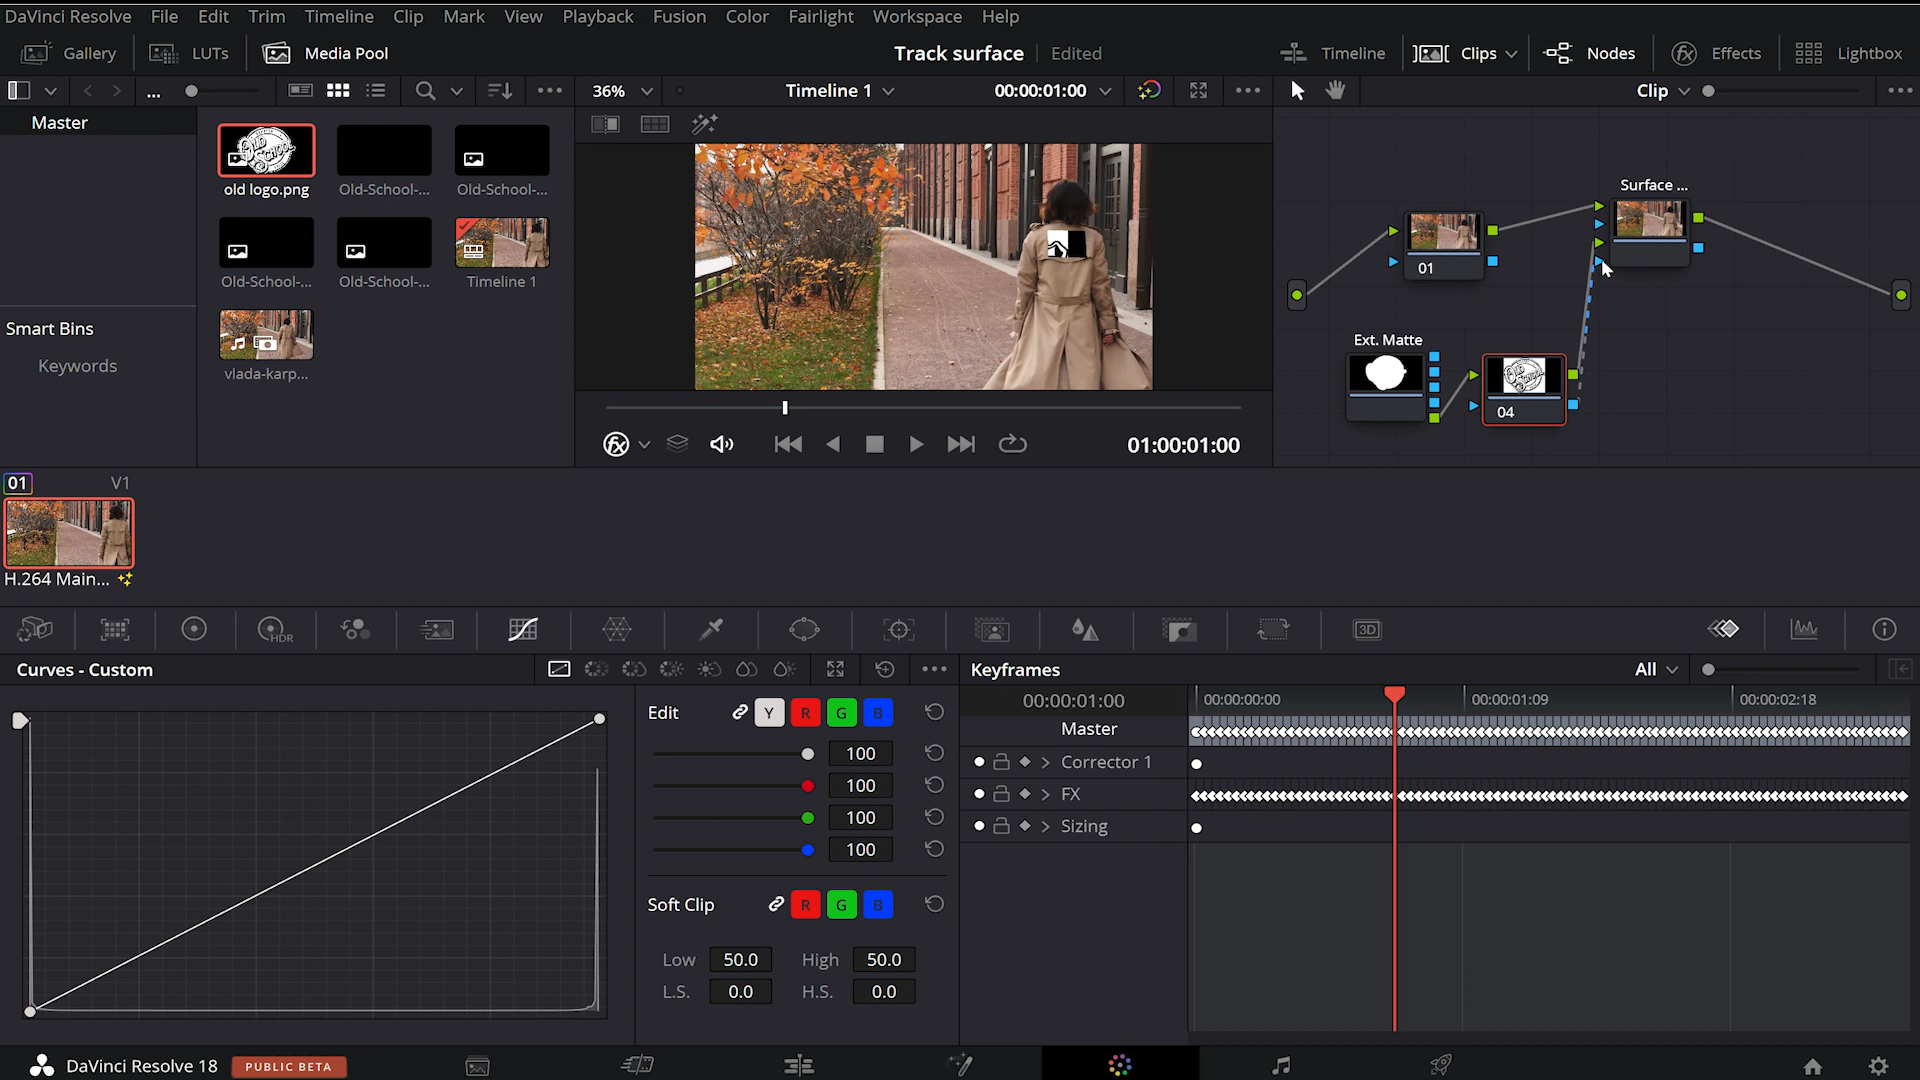 DaVinci Resolve File Edit Trim Timeline Clip Mark View Playback Fusion Color Fairlight Workspace Help
Gallery LUTs Media Pool Track surface Edited Timeline Clips Nodes Effects Lightbox
... 36% Timeline 1 00:00:01:00 Clip
Master
old logo.png Old-School-... Old-School-...
Old-School-... Old-School-... Timeline 1
vlada-karp...
Smart Bins
Keywords
OLD SCHOOL
01:00:01:00
Surface ...
01
Ext. Matte
04
01 V1
H.264 Main...
HDR 3D
Curves - Custom
Edit Y R G B
100
100
100
100
Soft Clip R G B
Low 50.0 High 50.0
L.S. 0.0 H.S. 0.0
Keyframes All
00:00:01:00 00:00:00:00 00:00:01:09 00:00:02:18
Master
Corrector 1
FX
Sizing
DaVinci Resolve 18 PUBLIC BETA